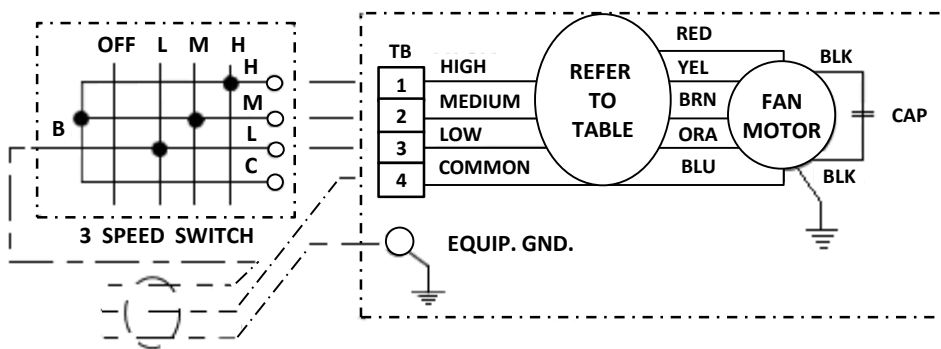 OFF L M H
H
M
B
L
C
3 SPEED SWITCH
TB
1
2
3
4
HIGH
MEDIUM
LOW
COMMON
REFER
TO
TABLE
RED
YEL
BRN
ORA
BLU
FAN
MOTOR
BLK
CAP
BLK
EQUIP. GND.